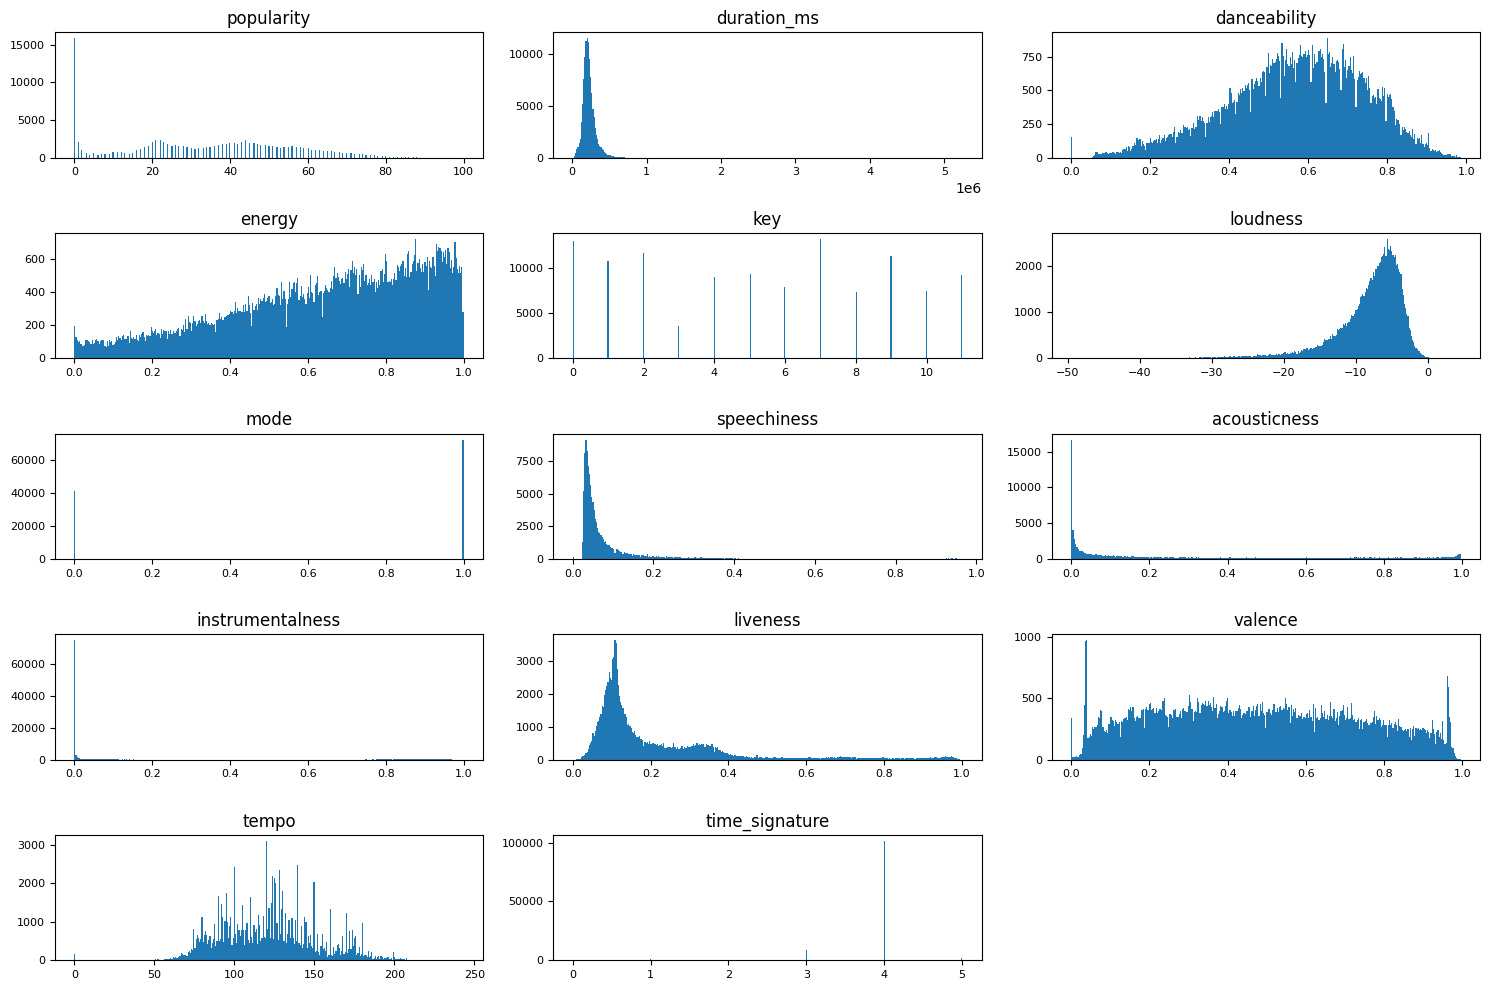 popularity
15000
10000
5000
0
0 20 40 60 80 100
duration_ms
10000
5000
0
0 1 2 3 4 5
1e6
danceability
750
500
250
0
0.0 0.2 0.4 0.6 0.8 1.0
energy
600
400
200
0
0.0 0.2 0.4 0.6 0.8 1.0
key
10000
5000
0
0 2 4 6 8 10
loudness
2000
1000
0
−50 −40 −30 −20 −10 0
mode
60000
40000
20000
0
0.0 0.2 0.4 0.6 0.8 1.0
speechiness
7500
5000
2500
0
0.0 0.2 0.4 0.6 0.8 1.0
acousticness
15000
10000
5000
0
0.0 0.2 0.4 0.6 0.8 1.0
instrumentalness
60000
40000
20000
0
0.0 0.2 0.4 0.6 0.8 1.0
liveness
3000
2000
1000
0
0.0 0.2 0.4 0.6 0.8 1.0
valence
1000
500
0
0.0 0.2 0.4 0.6 0.8 1.0
tempo
3000
2000
1000
0
0 50 100 150 200 250
time_signature
100000
50000
0
0 1 2 3 4 5